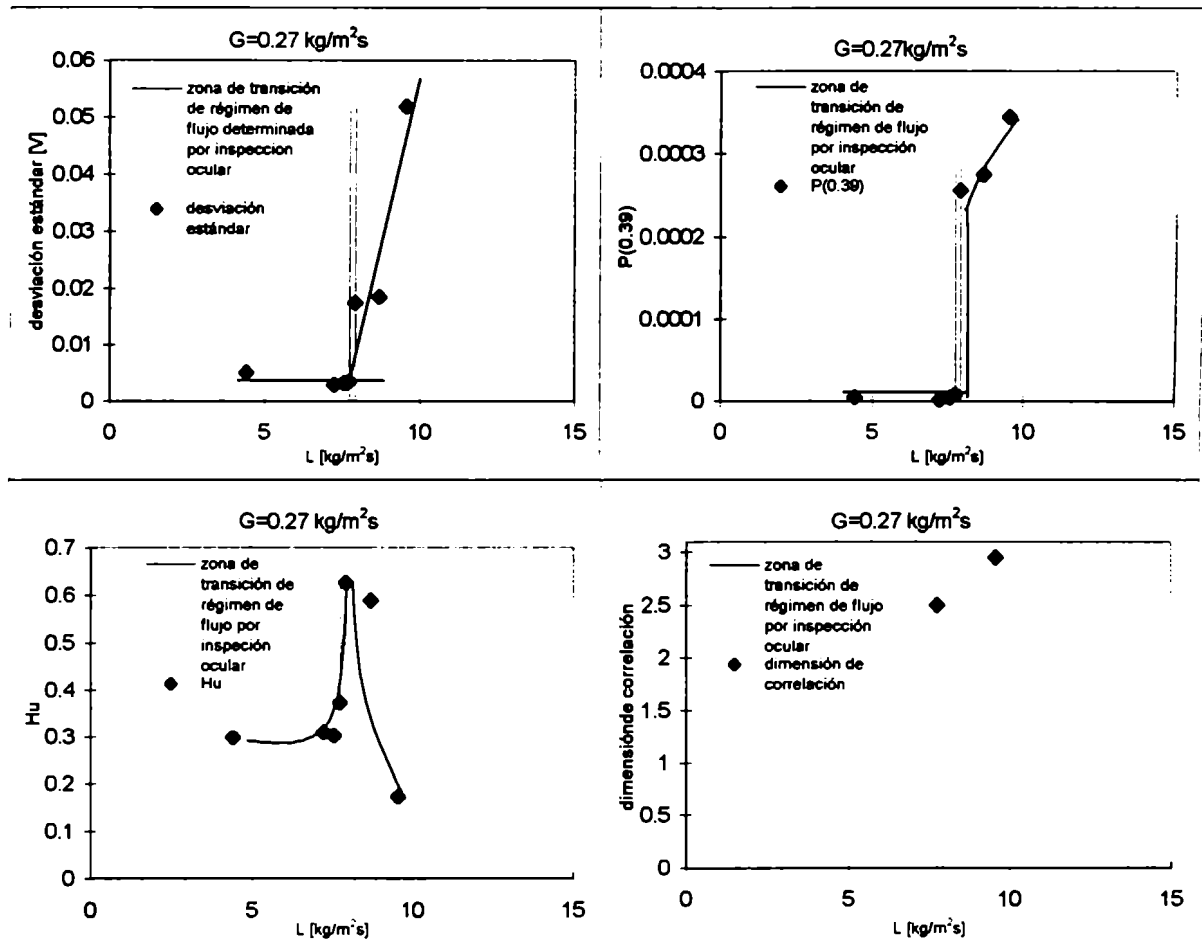 G=0.27 kg/m²s
0.06
0.05
0.04
0.03
0.02
0.01
0
desviación estándar [V]
zona de transición
de régimen de
flujo determinada
por inspeccion
ocular
desviación
estándar
0
5
10
15
L [kg/m²s]
G=0.27kg/m²s
0.0004
0.0003
0.0002
0.0001
0
P(0.39)
zona de
transición de
régimen de flujo
por inspección
ocular
P(0.39)
0
5
10
15
L [kg/m²s]
G=0.27 kg/m²s
0.7
0.6
0.5
0.4
0.3
0.2
0.1
0
Hu
zona de
transición de
régimen de
flujo por
inspeción
ocular
Hu
0
5
10
15
L [kg/m²s]
G=0.27 kg/m²s
3
2.5
2
1.5
1
0.5
0
dimensiónde correlación
zona de
transición de
régimen de flujo
por inspección
ocular
dimensión de
correlación
0
5
10
15
L [kg/m²s]